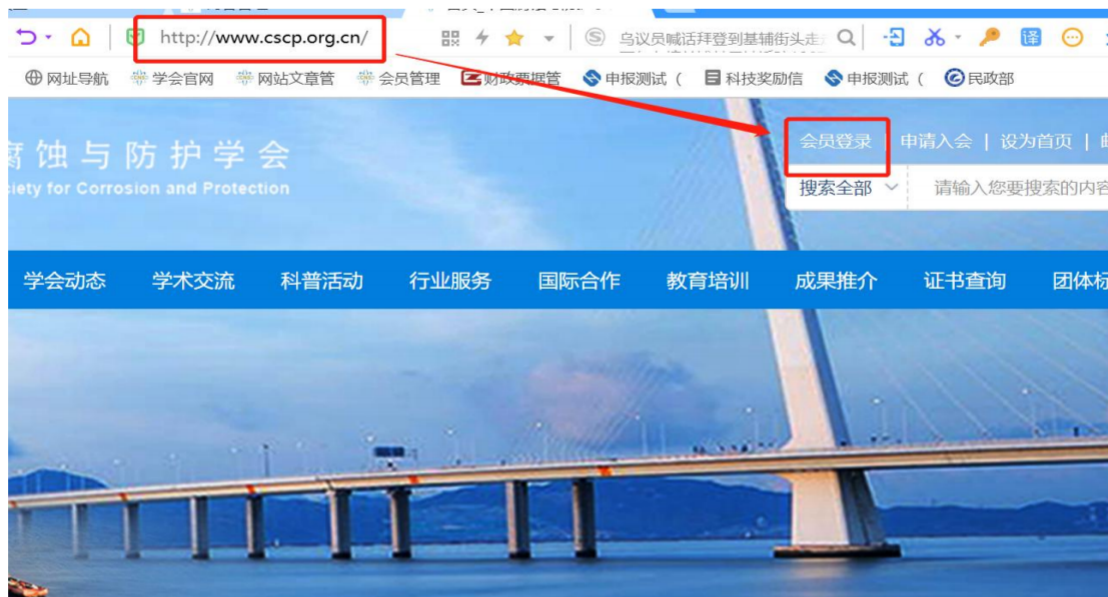 http://www.cscp.org.cn/
乌议员喊话拜登到基辅街头走
译
网址导航 学会官网 网站文章管 会员管理 财政票据管 申报测试 ( 科技奖励信 申报测试 ( 民政部
腐蚀与防护学会
ciety for Corrosion and Protection
会员登录 申请入会 | 设为首页 |
搜索全部 请输入您要搜索的内容
学会动态 学术交流 科普活动 行业服务 国际合作 教育培训 成果推介 证书查询 团体标